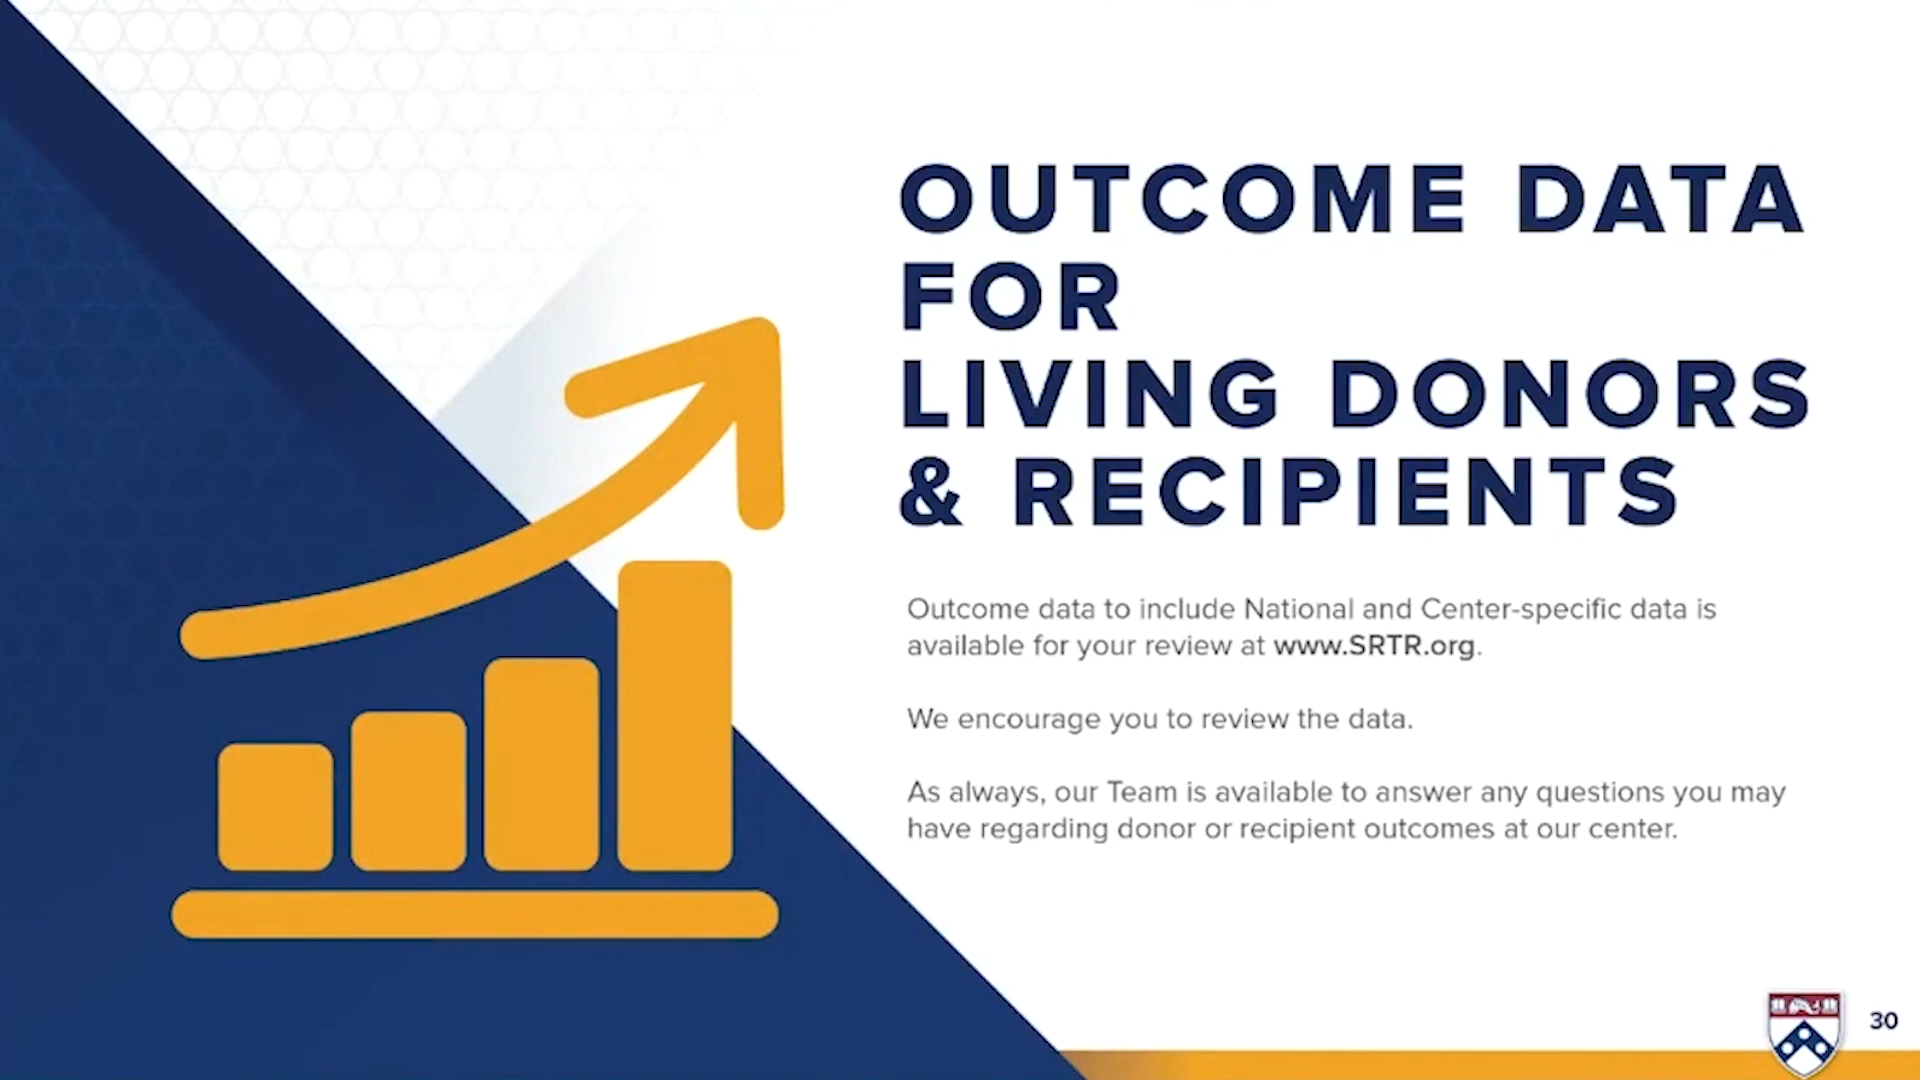 OUTCOME DATA
FOR
LIVING DONORS
& RECIPIENTS
Outcome data to include National and Center-specific data is
available for your review at www.SRTR.org.
We encourage you to review the data.
As always, our Team is available to answer any questions you may
have regarding donor or recipient outcomes at our center.
30